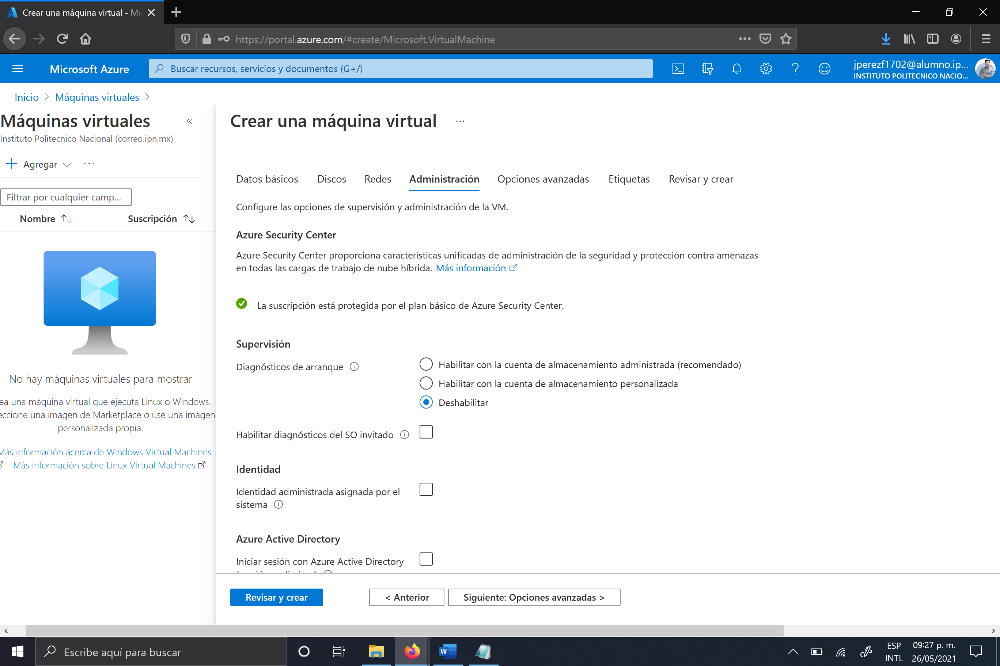 Crear una máquina virtual - Mic
https://portal.azure.com/#create/Microsoft.VirtualMachine
Microsoft Azure
Buscar recursos, servicios y documentos (G+/)
jperezf1702@alumno.ip...
INSTITUTO POLITECNICO NACIO...
Inicio > Máquinas virtuales >
Máquinas virtuales
Instituto Politecnico Nacional (correo.ipn.mx)
Agregar
Filtrar por cualquier camp...
Nombre Suscripción
No hay máquinas virtuales para mostrar
ea una máquina virtual que ejecuta Linux o Windows.
eccione una imagen de Marketplace o use una imagen
personalizada propia.
Más información acerca de Windows Virtual Machines
Más información sobre Linux Virtual Machines
Crear una máquina virtual ...
Datos básicos Discos Redes Administración Opciones avanzadas Etiquetas Revisar y crear
Configure las opciones de supervisión y administración de la VM.
Azure Security Center
Azure Security Center proporciona características unificadas de administración de la seguridad y protección contra amenazas
en todas las cargas de trabajo de nube híbrida. Más información
La suscripción está protegida por el plan básico de Azure Security Center.
Supervisión
Diagnósticos de arranque
Habilitar con la cuenta de almacenamiento administrada (recomendado)
Habilitar con la cuenta de almacenamiento personalizada
Deshabilitar
Habilitar diagnósticos del SO invitado
Identidad
Identidad administrada asignada por el
sistema
Azure Active Directory
Iniciar sesión con Azure Active Directory
Revisar y crear
< Anterior
Siguiente: Opciones avanzadas >
Escribe aquí para buscar
ESP
INTL
09:27 p. m.
26/05/2021